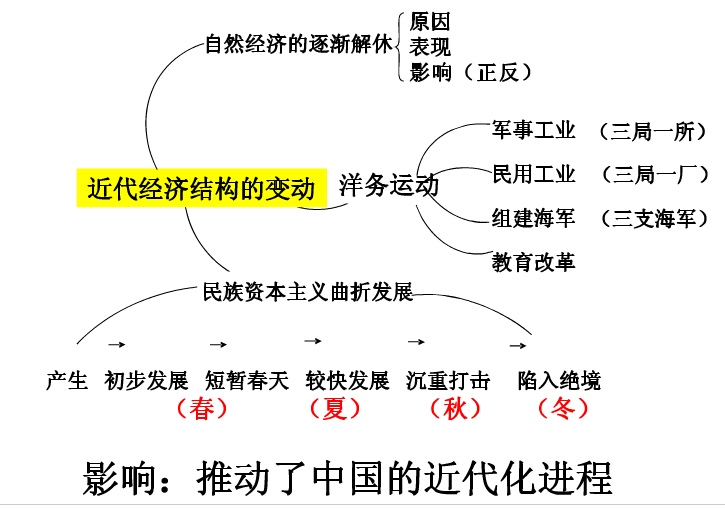 自然经济的逐渐解休
原因
表现
影响（正反）
近代经济结构的变动
洋务运动
军事工业 （三局一所）
民用工业 （三局一厂）
组建海军 （三支海军）
教育改革
民族资本主义曲折发展
产生 初步发展 短暂春天 较快发展 沉重打击 陷入绝境
（春） （夏） （秋） （冬）
影响：推动了中国的近代化进程